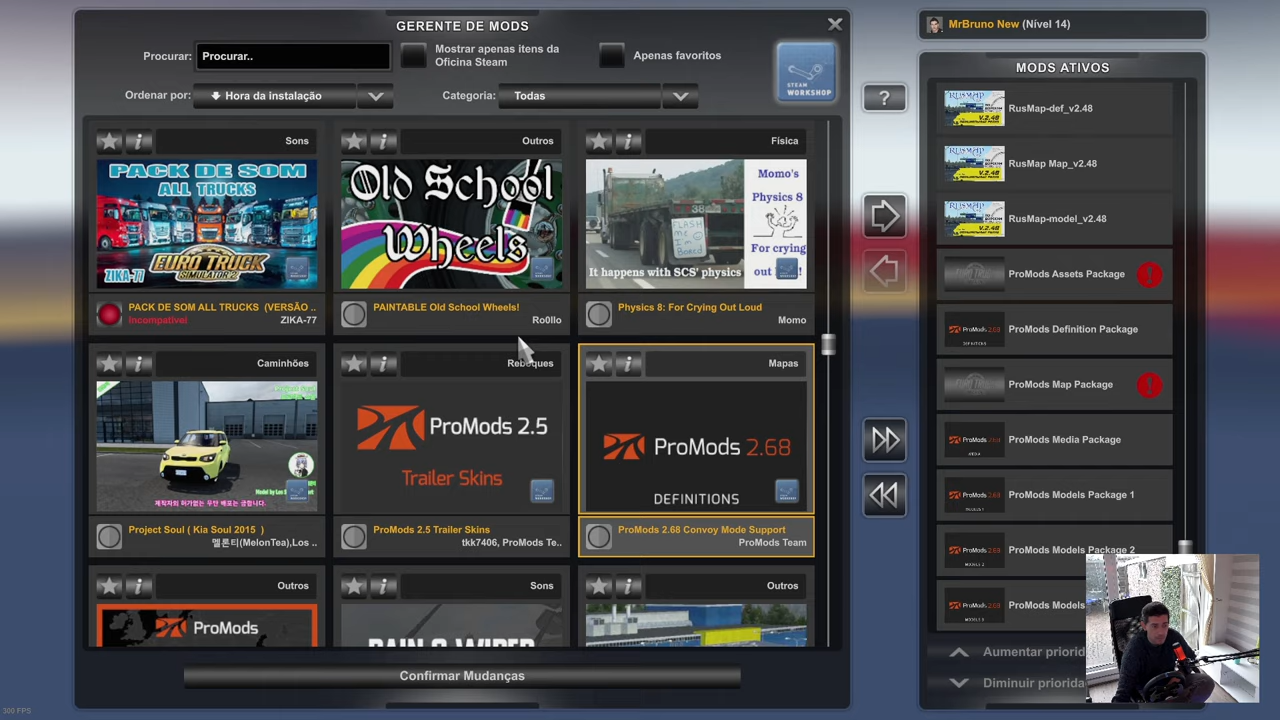 GERENTE DE MODS
Procurar:
Procurar..
Mostrar apenas itens da
Oficina Steam
Apenas favoritos
STEAM
WORKSHOP
Ordenar por:
Hora da instalação
Categoria:
Todas
Sons
PACK DE SOM
ALL TRUCKS
ZIKA-77
EURO TRUCK
SIMULATOR 2
PACK DE SOM ALL TRUCKS (VERSÃO ..
Incompatível
ZIKA-77
Outros
Old School
Wheels
PAINTABLE Old School Wheels!
Ro0llo
Física
Momo's
Physics 8
FLASH
me
I'm
Board
For crying
out
!
It happens with SCS' physics
Physics 8: For Crying Out Loud
Momo
Caminhões
Project Soul ( Kia Soul 2015 )
멜론티(MelonTea),Los ..
Reboques
ProMods 2.5
Trailer Skins
ProMods 2.5 Trailer Skins
tkk7406, ProMods Te..
Mapas
ProMods 2.68
DEFINITIONS
ProMods 2.68 Convoy Mode Support
ProMods Team
Outros
ProMods
Sons
RAIN & WIPER
Outros
Confirmar Mudanças
?
MrBruno New (Nível 14)
MODS ATIVOS
RusMap-def_v2.48
RusMap Map_v2.48
RusMap-model_v2.48
ProMods Assets Package
ProMods Definition Package
ProMods Map Package
ProMods Media Package
ProMods Models Package 1
ProMods Models Package 2
ProMods Models
Aumentar priorid
Diminuir priorida
300 FPS